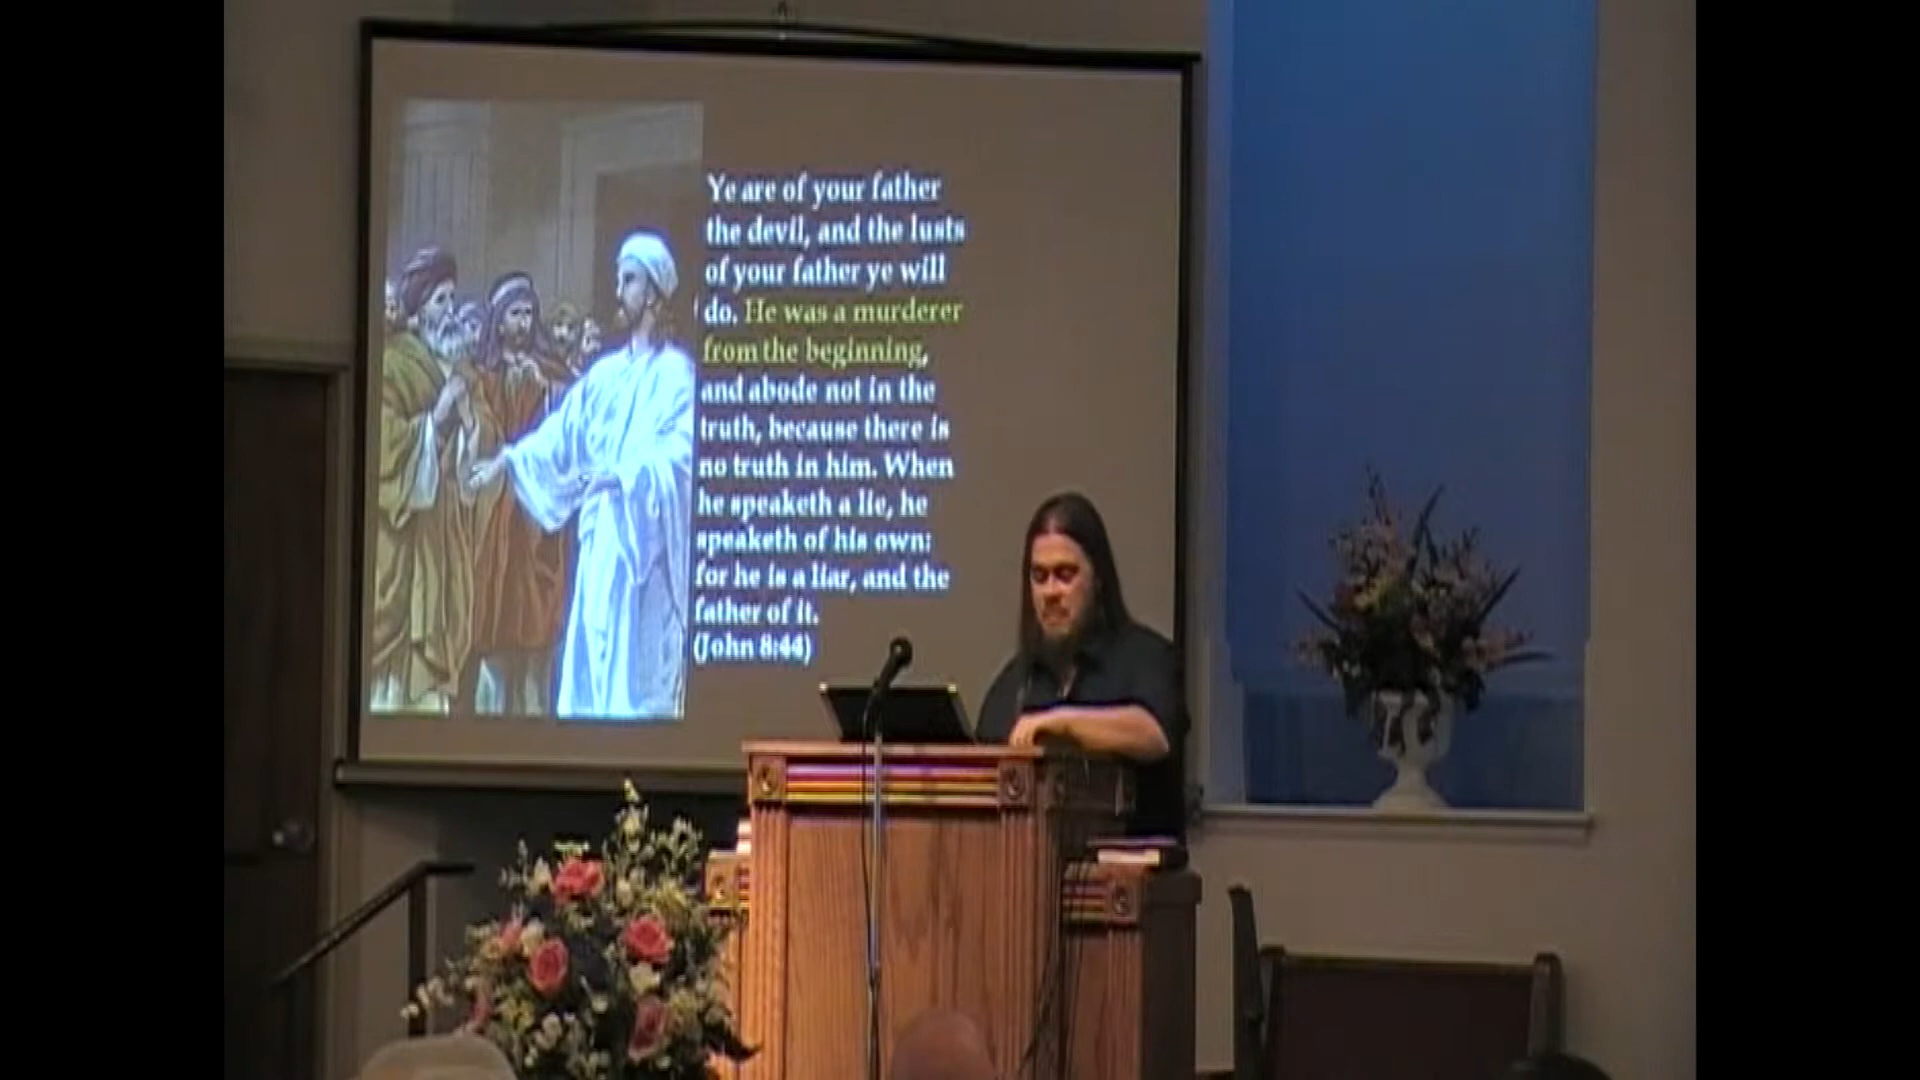 Ye are of your father
the devil, and the lusts
of your father ye will
do. He was a murderer
from the beginning,
and abode not in the
truth, because there is
no truth in him. When
he speaketh a lie, he
speaketh of his own:
for he is a liar, and the
father of it.
(John 8:44)